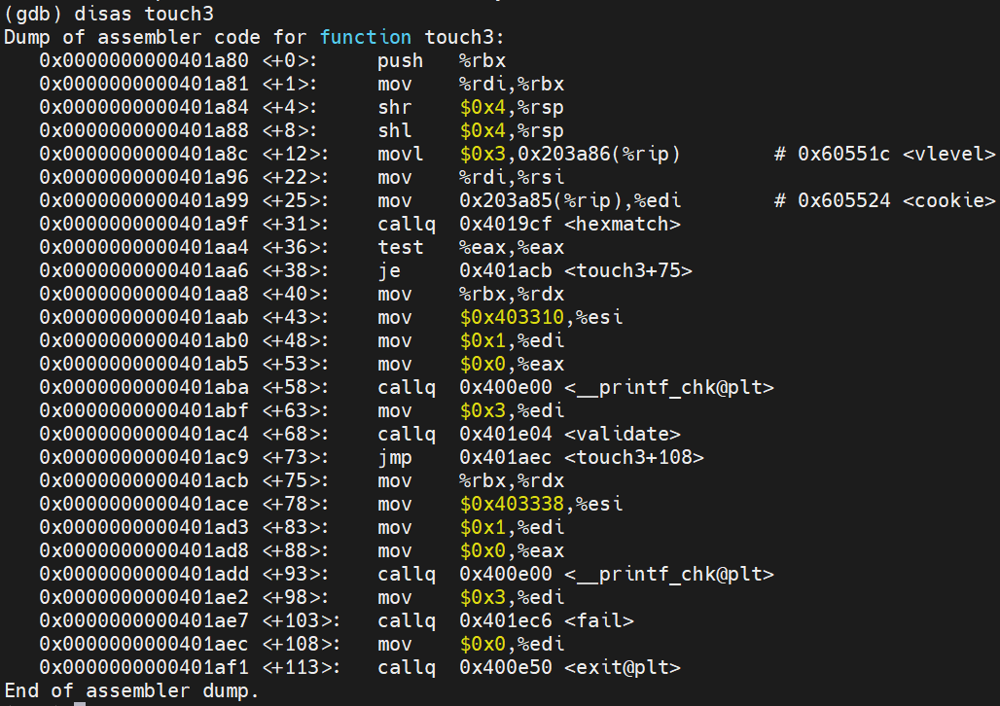 (gdb) disas touch3
Dump of assembler code for function touch3:
   0x0000000000401a80 <+0>:     push   %rbx
   0x0000000000401a81 <+1>:     mov    %rdi,%rbx
   0x0000000000401a84 <+4>:     shr    $0x4,%rsp
   0x0000000000401a88 <+8>:     shl    $0x4,%rsp
   0x0000000000401a8c <+12>:    movl   $0x3,0x203a86(%rip)        # 0x60551c <vlevel>
   0x0000000000401a96 <+22>:    mov    %rdi,%rsi
   0x0000000000401a99 <+25>:    mov    0x203a85(%rip),%edi        # 0x605524 <cookie>
   0x0000000000401a9f <+31>:    callq  0x4019cf <hexmatch>
   0x0000000000401aa4 <+36>:    test   %eax,%eax
   0x0000000000401aa6 <+38>:    je     0x401acb <touch3+75>
   0x0000000000401aa8 <+40>:    mov    %rbx,%rdx
   0x0000000000401aab <+43>:    mov    $0x403310,%esi
   0x0000000000401ab0 <+48>:    mov    $0x1,%edi
   0x0000000000401ab5 <+53>:    mov    $0x0,%eax
   0x0000000000401aba <+58>:    callq  0x400e00 <__printf_chk@plt>
   0x0000000000401abf <+63>:    mov    $0x3,%edi
   0x0000000000401ac4 <+68>:    callq  0x401e04 <validate>
   0x0000000000401ac9 <+73>:    jmp    0x401aec <touch3+108>
   0x0000000000401acb <+75>:    mov    %rbx,%rdx
   0x0000000000401ace <+78>:    mov    $0x403338,%esi
   0x0000000000401ad3 <+83>:    mov    $0x1,%edi
   0x0000000000401ad8 <+88>:    mov    $0x0,%eax
   0x0000000000401add <+93>:    callq  0x400e00 <__printf_chk@plt>
   0x0000000000401ae2 <+98>:    mov    $0x3,%edi
   0x0000000000401ae7 <+103>:   callq  0x401ec6 <fail>
   0x0000000000401aec <+108>:   mov    $0x0,%edi
   0x0000000000401af1 <+113>:   callq  0x400e50 <exit@plt>
End of assembler dump.